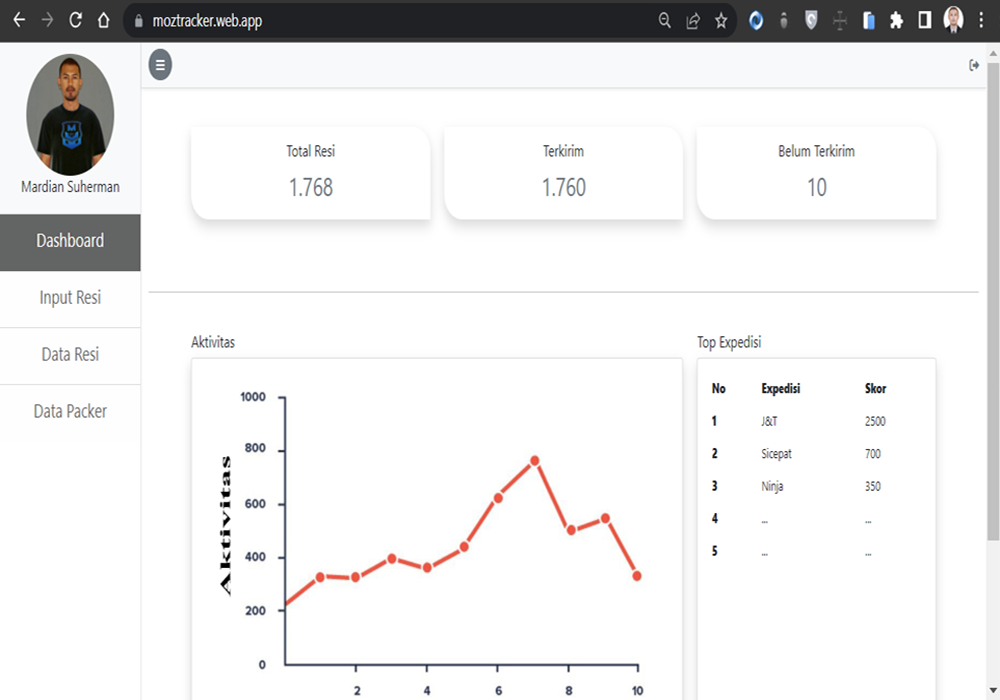 moztracker.web.app
Mardian Suherman
Dashboard
Input Resi
Data Resi
Data Packer
Total Resi
1.768
Terkirim
1.760
Belum Terkirim
10
Aktivitas
1000
800
600
400
200
0
Aktivitas
2 4 6 8 10
Top Expedisi
No Expedisi Skor
1 J&T 2500
2 Sicepat 700
3 Ninja 350
4 ... ...
5 ... ...